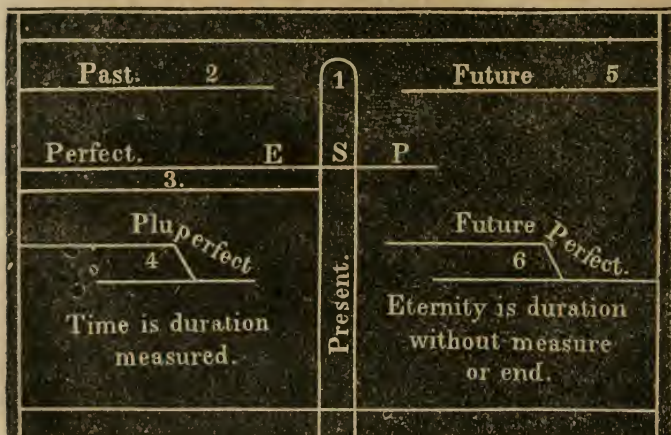 Past. 2
1
Future 5
Perfect. E S P
3.
Pluperfect
4
Present.
Future Perfect.
6
Time is duration
measured.
Eternity is duration
without measure
or end.